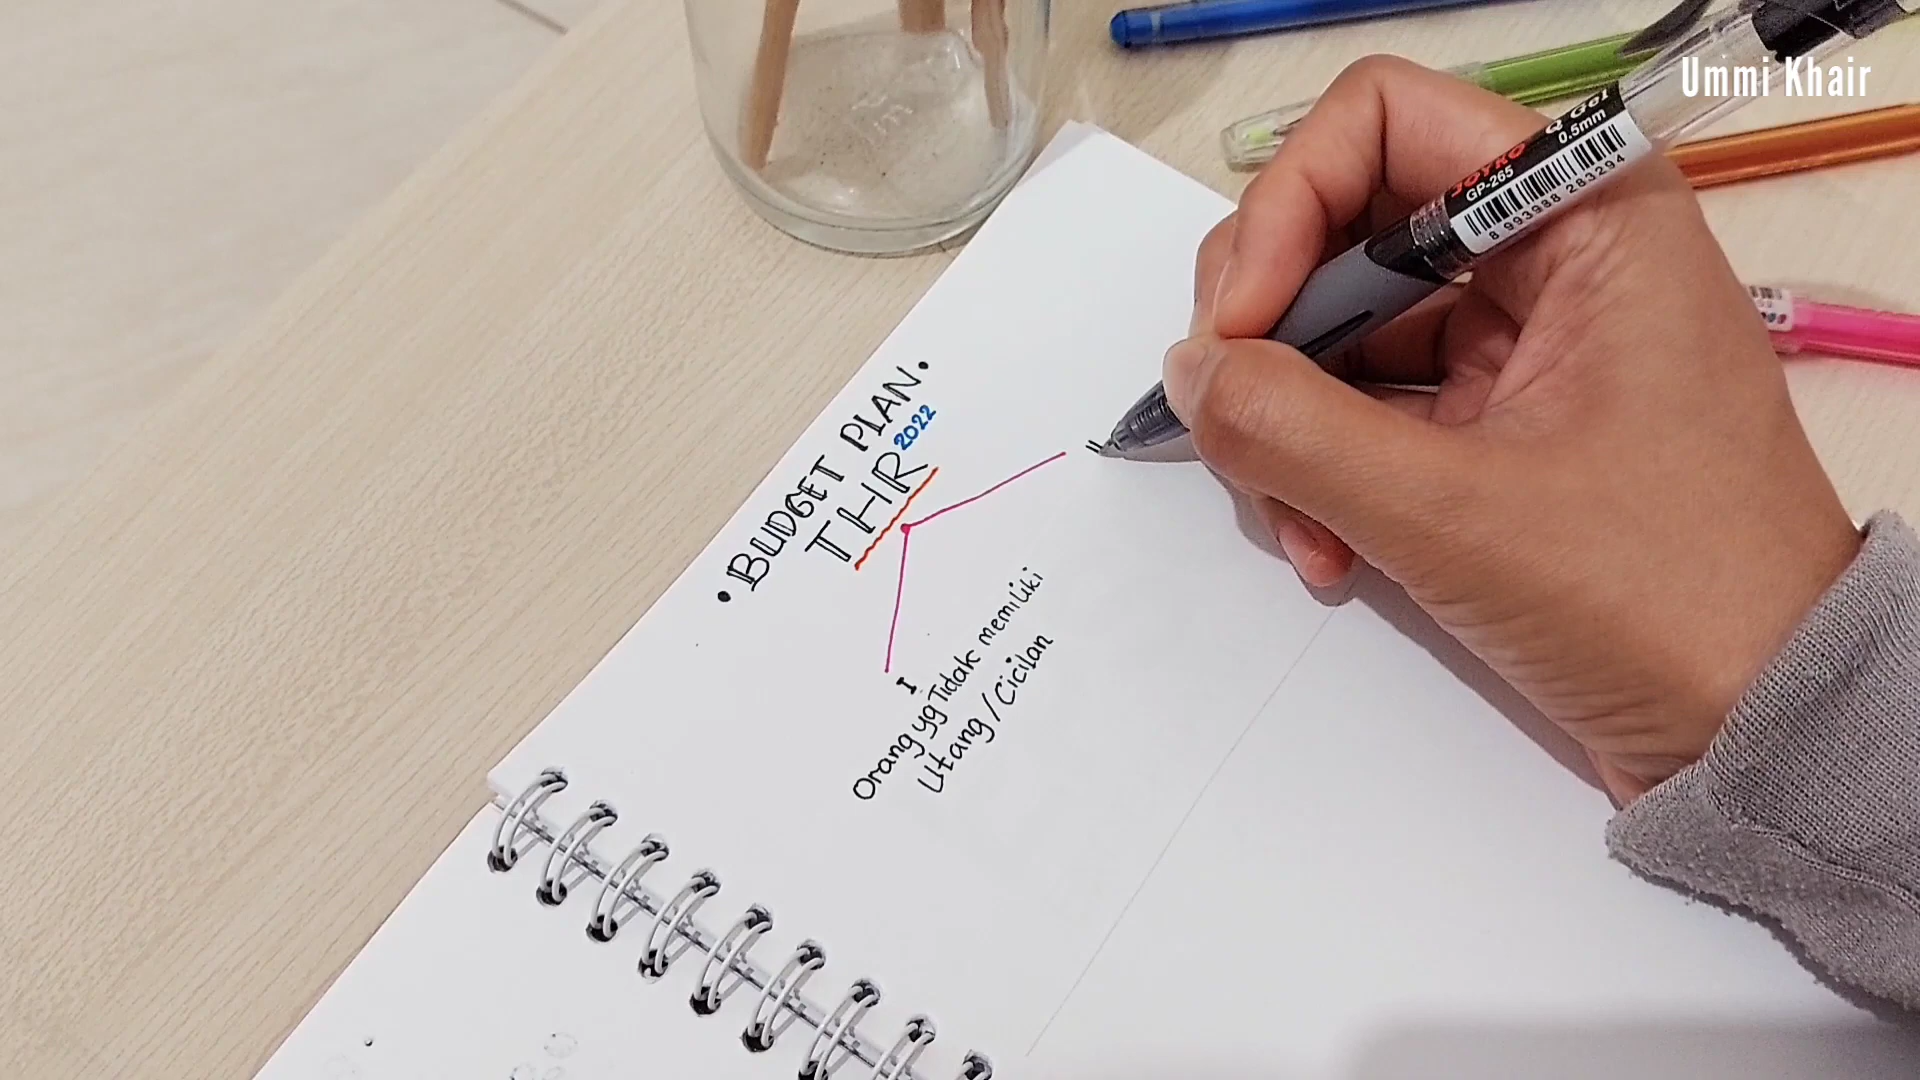 Ummi Khair
Q Gel
0.5mm
JOYKO
GP-265
8 993988 283294
• BUDGET PLAN •
THR 2022
I
Orang yg Tidak memiliki
Utang / Cicilan
II